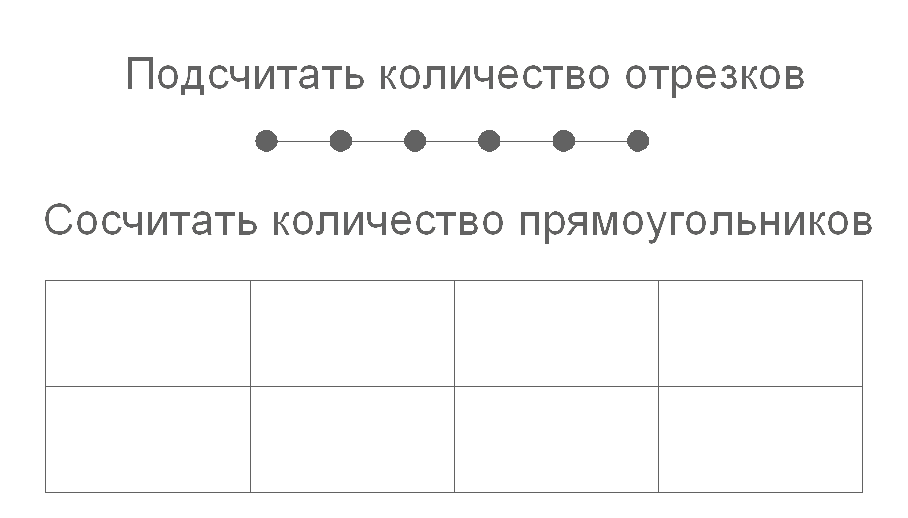 Подсчитать количество отрезков
Сосчитать количество прямоугольников